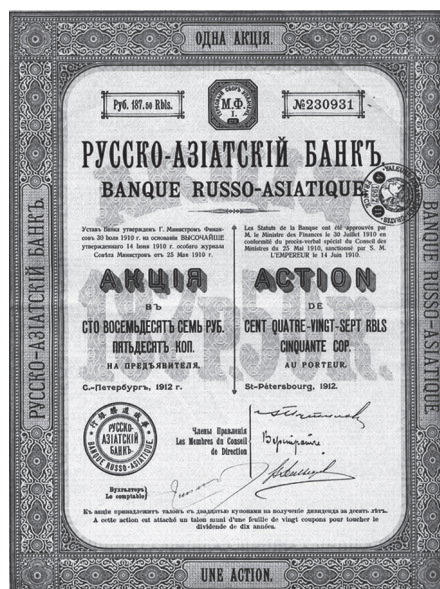 ОДНА АКЦІЯ.
Руб. 187.50 Rbls.
М.Ф.
I.
№230931
РУССКО-АЗІАТСКІЙ БАНКЪ
BANQUE RUSSO-ASIATIQUE
Уставъ Банка утвержденъ Г. Министромъ Финансовъ 30 Іюля 1910 г. на основаніи ВЫСОЧАЙШЕ
утвержденнаго 14 Іюня 1910 г. особаго журнала
Совѣта Министровъ отъ 25 Мая 1910 г.
Les Statuts de la Banque ont été approuvés par
M. le Ministre des Finances le 30 Juillet 1910 en
conformité du procès-verbal spécial du Conseil des
Ministres du 25 Mai 1910, sanctionné par S. M.
L'EMPEREUR le 14 Juin 1910.
АКЦІЯ
ВЪ
СТО ВОСЕМЬДЕСЯТЪ СЕМЬ РУБ.
ПЯТЬДЕСЯТЪ КОП.
НА ПРЕДЪЯВИТЕЛЯ.
С.-Петербургъ, 1912 г.
ACTION
DE
CENT QUATRE-VINGT-SEPT RBLS
CINQUANTE COP.
AU PORTEUR.
St-Pétersbourg, 1912.
187 R. 50
РУССКО-
АЗІАТСКІЙ
БАНКЪ.
BANQUE RUSSO-ASIATIQUE.
Члены Правленія
Les Membres du Conseil
de Direction
Бухгалтеръ
Le comptable
Къ акціи принадлежитъ талонъ съ двадцатью купонами на полученіе дивиденда за десять лѣтъ.
A cette action est attaché un talon muni d'une feuille de vingt coupons pour toucher le
dividende de dix années.
UNE ACTION.
РУССКО-АЗІАТСКІЙ БАНКЪ.
BANQUE RUSSO-ASIATIQUE